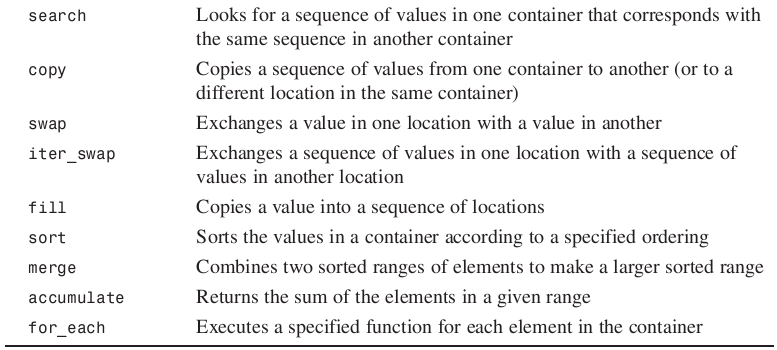 search Looks for a sequence of values in one container that corresponds with
the same sequence in another container
copy Copies a sequence of values from one container to another (or to a
different location in the same container)
swap Exchanges a value in one location with a value in another
iter_swap Exchanges a sequence of values in one location with a sequence of
values in another location
fill Copies a value into a sequence of locations
sort Sorts the values in a container according to a specified ordering
merge Combines two sorted ranges of elements to make a larger sorted range
accumulate Returns the sum of the elements in a given range
for_each Executes a specified function for each element in the container